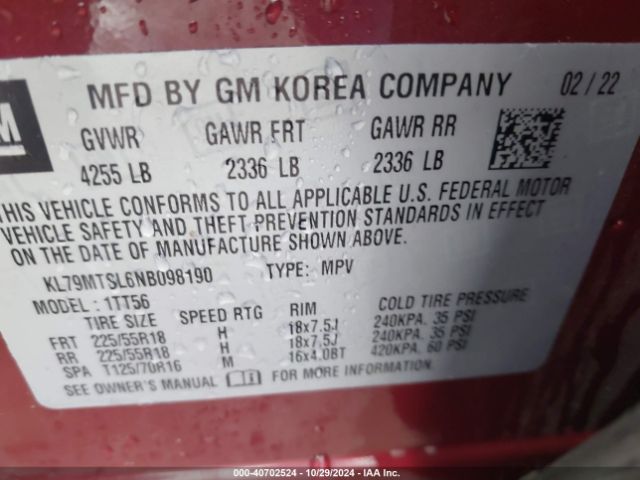 M
MFD BY GM KOREA COMPANY 02 / 22
GVWR GAWR FRT GAWR RR
4255 LB 2336 LB 2336 LB
THIS VEHICLE CONFORMS TO ALL APPLICABLE U.S. FEDERAL MOTOR
VEHICLE SAFETY AND THEFT PREVENTION STANDARDS IN EFFECT
ON THE DATE OF MANUFACTURE SHOWN ABOVE.
KL79MTSL6NB098190 TYPE: MPV
MODEL : 1TT56
TIRE SIZE SPEED RTG RIM COLD TIRE PRESSURE
FRT 225/55R18 H 18x7.5J 240KPA. 35 PSI
RR 225/55R18 H 18x7.5J 240KPA. 35 PSI
SPA T125/70R16 M 16x4.0BT 420KPA. 60 PSI
SEE OWNER'S MANUAL i FOR MORE INFORMATION.
000-40702524 | 10/29/2024 | IAA Inc.